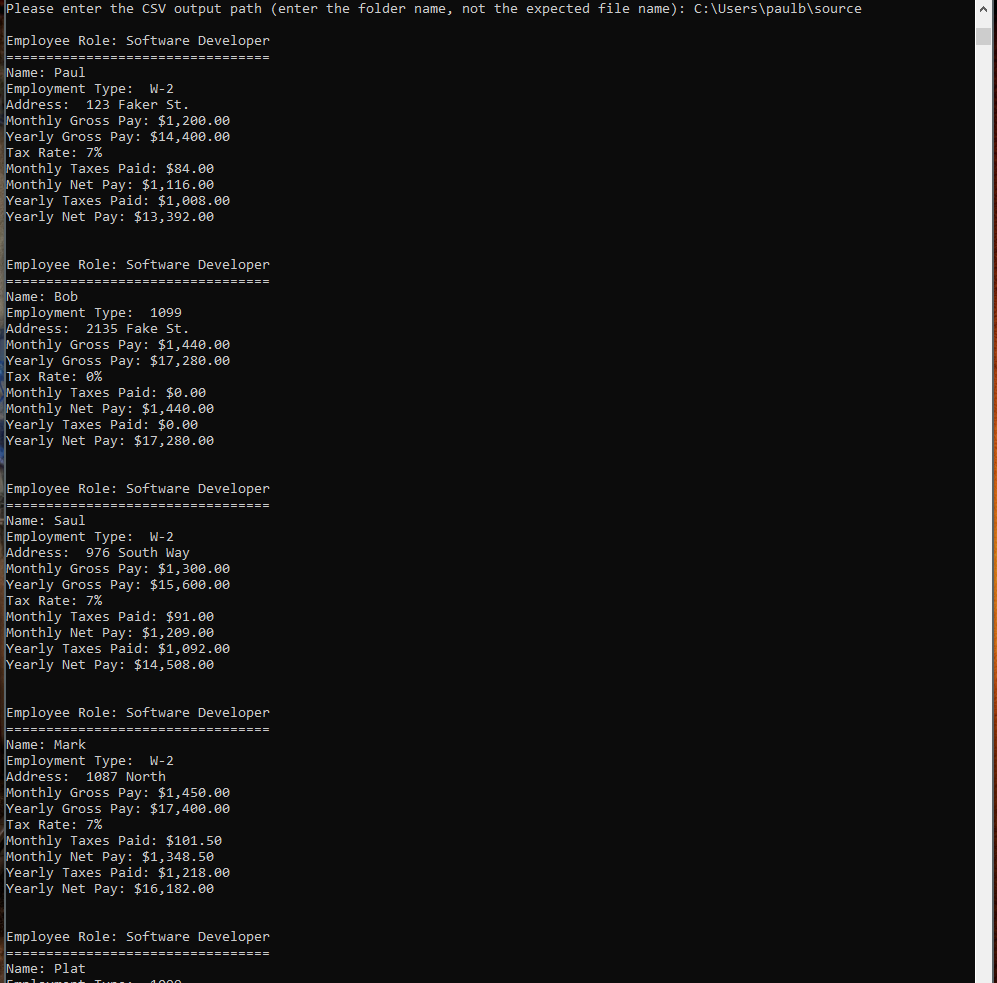 Please enter the CSV output path (enter the folder name, not the expected file name): C:\Users\paulb\source
Employee Role: Software Developer
=================================
Name: Paul
Employment Type:  W-2
Address:  123 Faker St.
Monthly Gross Pay: $1,200.00
Yearly Gross Pay: $14,400.00
Tax Rate: 7%
Monthly Taxes Paid: $84.00
Monthly Net Pay: $1,116.00
Yearly Taxes Paid: $1,008.00
Yearly Net Pay: $13,392.00
Employee Role: Software Developer
=================================
Name: Bob
Employment Type:  1099
Address:  2135 Fake St.
Monthly Gross Pay: $1,440.00
Yearly Gross Pay: $17,280.00
Tax Rate: 0%
Monthly Taxes Paid: $0.00
Monthly Net Pay: $1,440.00
Yearly Taxes Paid: $0.00
Yearly Net Pay: $17,280.00
Employee Role: Software Developer
=================================
Name: Saul
Employment Type:  W-2
Address:  976 South Way
Monthly Gross Pay: $1,300.00
Yearly Gross Pay: $15,600.00
Tax Rate: 7%
Monthly Taxes Paid: $91.00
Monthly Net Pay: $1,209.00
Yearly Taxes Paid: $1,092.00
Yearly Net Pay: $14,508.00
Employee Role: Software Developer
=================================
Name: Mark
Employment Type:  W-2
Address:  1087 North
Monthly Gross Pay: $1,450.00
Yearly Gross Pay: $17,400.00
Tax Rate: 7%
Monthly Taxes Paid: $101.50
Monthly Net Pay: $1,348.50
Yearly Taxes Paid: $1,218.00
Yearly Net Pay: $16,182.00
Employee Role: Software Developer
=================================
Name: Plat
Employment Type:  1099